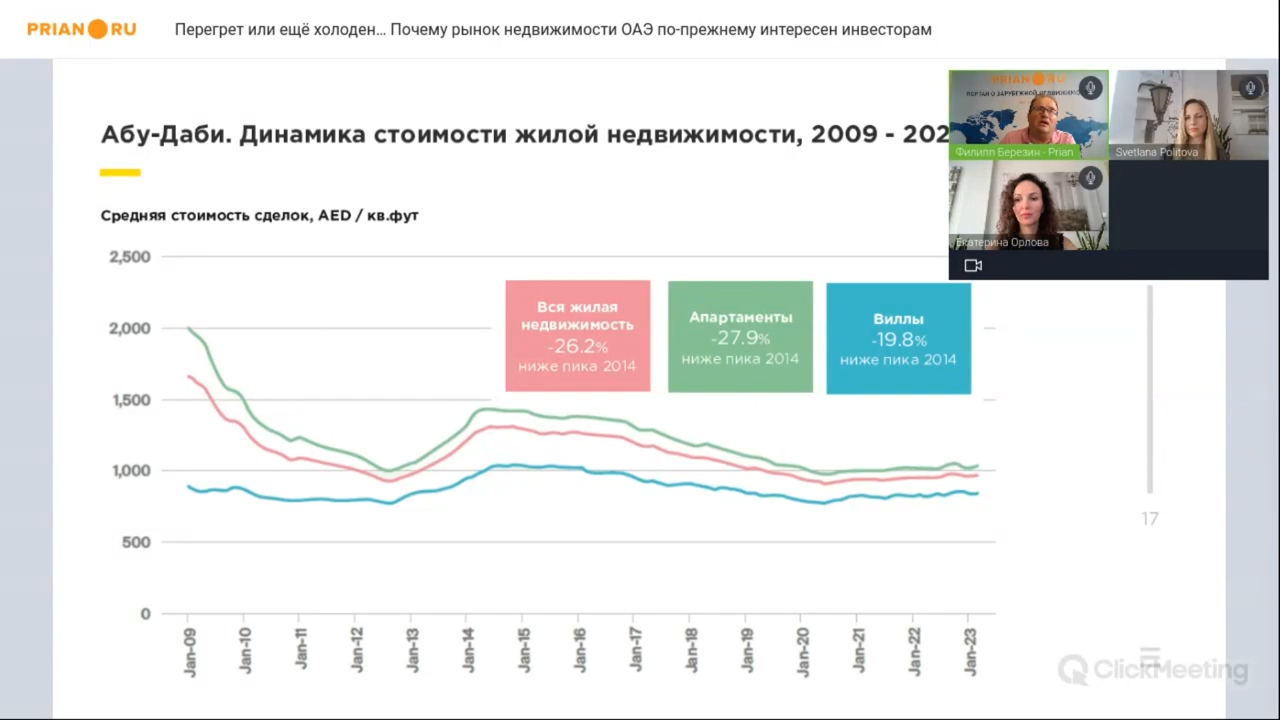 PRIAN RU
Перегрет или ещё холоден... Почему рынок недвижимости ОАЭ по-прежнему интересен инвесторам
PRIAN RU
ПОРТАЛ О ЗАРУБЕЖНОЙ НЕДВИЖИМО
Филипп Березин - Prian
Svetlana Politova
Екатерина Орлова
Абу-Даби. Динамика стоимости жилой недвижимости, 2009 - 202
Средняя стоимость сделок, AED / кв.фут
2,500
2,000
1,500
1,000
500
0
Вся жилая
недвижимость
-26.2%
ниже пика 2014
Апартаменты
-27.9%
ниже пика 2014
Виллы
-19.8%
ниже пика 2014
Jan-09
Jan-10
Jan-11
Jan-12
Jan-13
Jan-14
Jan-15
Jan-16
Jan-17
Jan-18
Jan-19
Jan-20
Jan-21
Jan-22
Jan-23
17
ClickMeeting